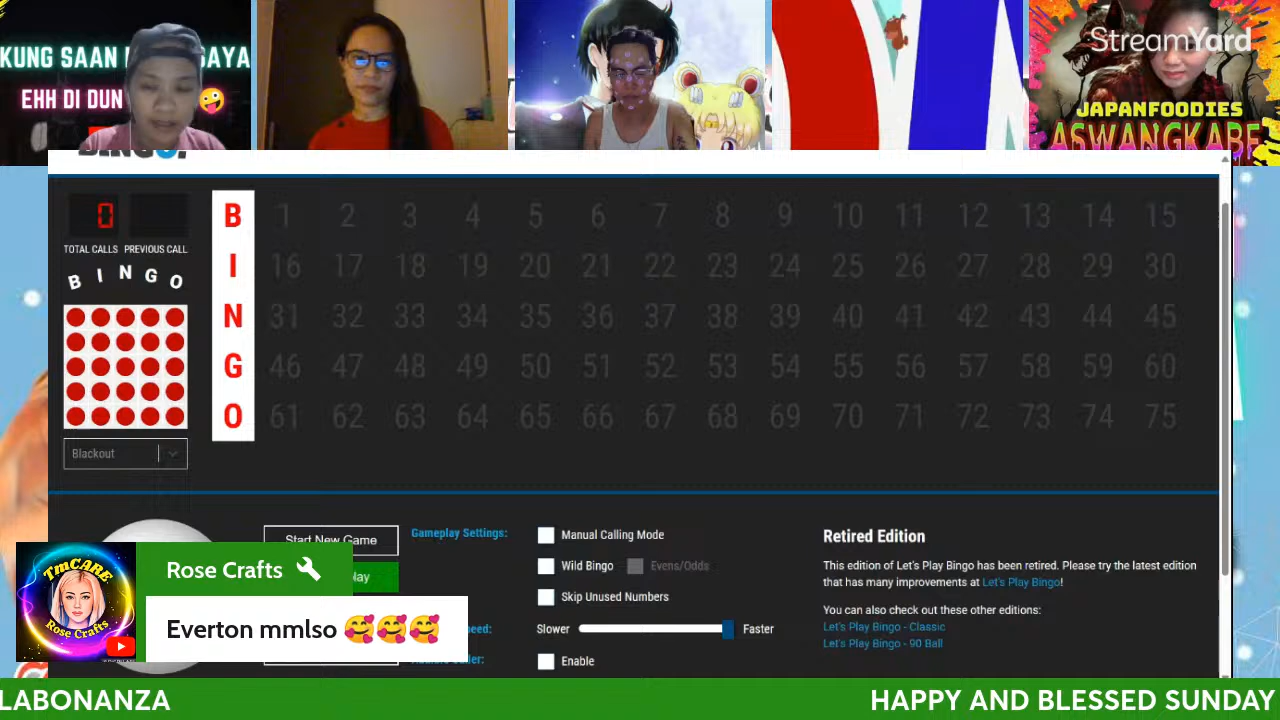 KUNG SAAN
SAYA
EHH DI DUN
StreamYard
JAPANFOODIES
ASWANGKABE
BINGO!
0
TOTAL CALLS PREVIOUS CALL
B I N G O
Blackout
B 1 2 3 4 5 6 7 8 9 10 11 12 13 14 15
I 16 17 18 19 20 21 22 23 24 25 26 27 28 29 30
N 31 32 33 34 35 36 37 38 39 40 41 42 43 44 45
G 46 47 48 49 50 51 52 53 54 55 56 57 58 59 60
O 61 62 63 64 65 66 67 68 69 70 71 72 73 74 75
Start New Game
Gameplay Settings:
Manual Calling Mode
Wild Bingo Evens/Odds
Skip Unused Numbers
Slower Faster
Enable
Retired Edition
This edition of Let's Play Bingo has been retired. Please try the latest edition
that has many improvements at Let's Play Bingo!
You can also check out these other editions:
Let's Play Bingo - Classic
Let's Play Bingo - 90 Ball
TmCARE
Rose Crafts
Rose Crafts
Everton mmlso 🥰🥰🥰
LABONANZA
HAPPY AND BLESSED SUNDAY